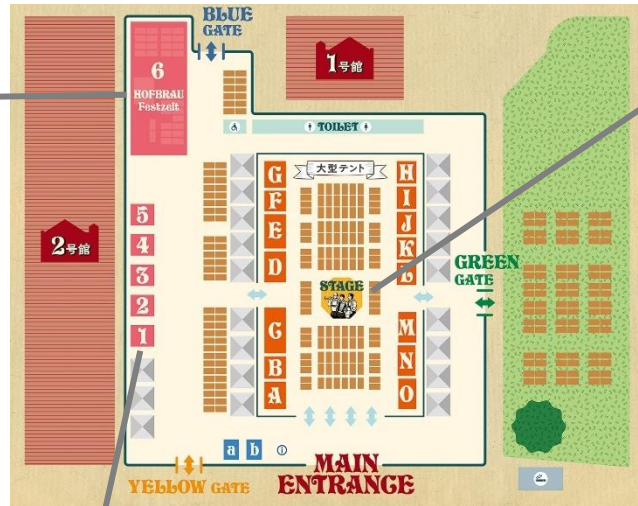 BLUE
GATE
6
HOFBRAU
Festzelt
1号館
TOILET
大型テント
G
F
E
D
C
B
A
H
I
J
K
L
M
N
O
STAGE
5
4
3
2
1
2号館
GREEN
GATE
a
b
i
YELLOW GATE
MAIN
ENTRANCE